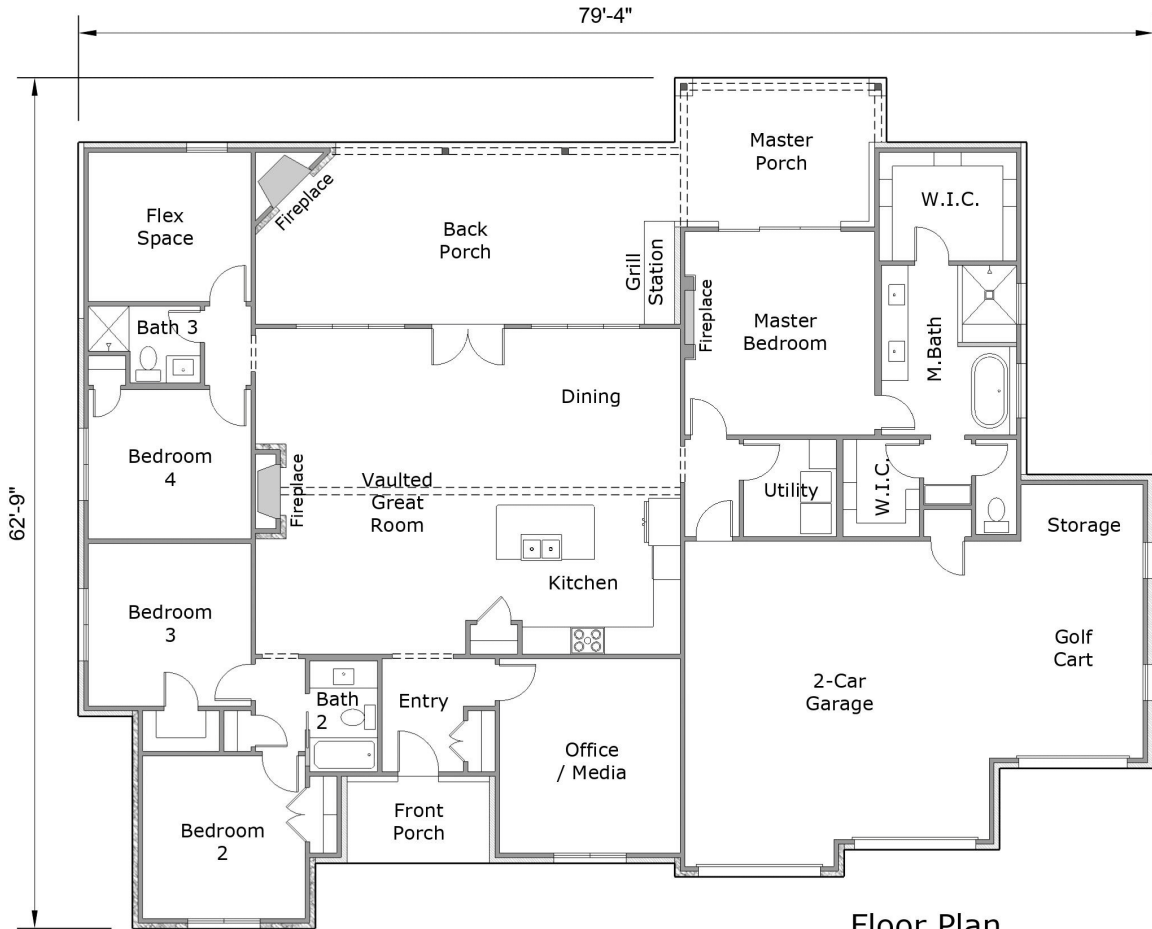 79'-4"
62'-9"
Master
Porch
W.I.C.
Flex
Space
Fireplace
Back
Porch
Grill
Station
Fireplace
Master
Bedroom
M.Bath
Bath 3
Dining
Bedroom
4
Fireplace
Vaulted
Great
Room
Utility
W.I.C.
Storage
Kitchen
Bedroom
3
Golf
Cart
2-Car
Garage
Bath
2
Entry
Office
/ Media
Front
Porch
Bedroom
2
Floor Plan